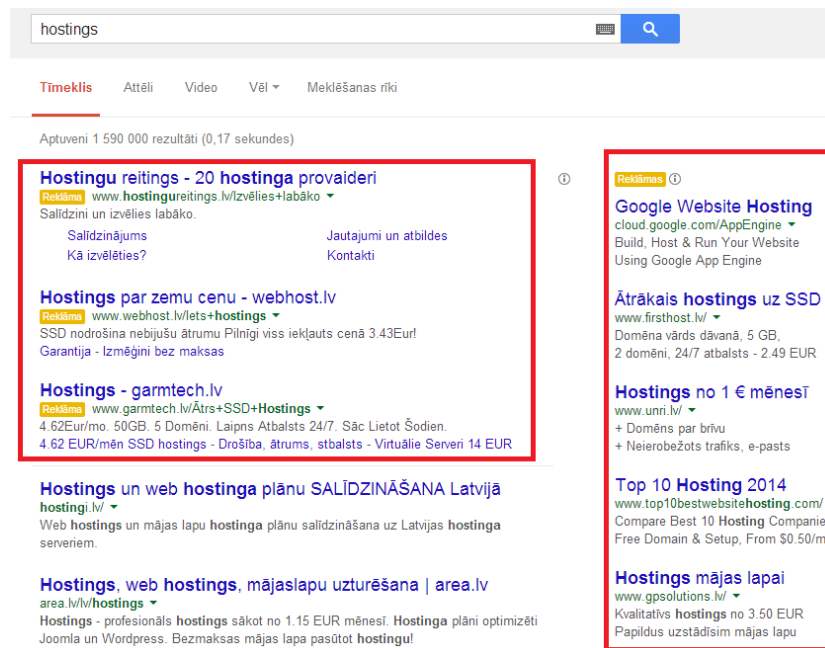 hostings
Tīmeklis Attēli Video Vēl Meklēšanas rīki
Aptuveni 1 590 000 rezultāti (0,17 sekundes)
Hostingu reitings - 20 hostinga provaideri
Reklāma www.hostingureitings.lv/Izvēlies+labāko
Salīdzini un izvēlies labāko.
Salīdzinājums Jautajumi un atbildes
Kā izvēlēties? Kontakti
Hostings par zemu cenu - webhost.lv
Reklāma www.webhost.lv/lets+hostings
SSD nodrošina nebijušu ātrumu Pilnīgi viss iekļauts cenā 3.43Eur!
Garantija - Izmēģini bez maksas
Hostings - garmtech.lv
Reklāma www.garmtech.lv/Ātrs+SSD+Hostings
4.62Eur/mo. 50GB. 5 Domēni. Laipns Atbalsts 24/7. Sāc Lietot Šodien.
4.62 EUR/mēn SSD hostings - Drošība, ātrums, stbalsts - Virtuālie Serveri 14 EUR
Hostings un web hostinga plānu SALĪDZINĀŠANA Latvijā
hostingi.lv/
Web hostings un mājas lapu hostinga plānu salīdzināšana uz Latvijas hostinga
serveriem.
Hostings, web hostings, mājaslapu uzturēšana | area.lv
area.lv/lv/hostings
Hostings - profesionāls hostings sākot no 1.15 EUR mēnesī. Hostinga plāni optimizēti
Joomla un Wordpress. Bezmaksas mājas lapa pasūtot hostingu!
Reklāmas
Google Website Hosting
cloud.google.com/AppEngine
Build, Host & Run Your Website
Using Google App Engine
Ātrākais hostings uz SSD
www.firsthost.lv/
Domēna vārds dāvanā, 5 GB,
2 domēni, 24/7 atbalsts - 2.49 EUR
Hostings no 1 € mēnesī
www.unri.lv/
+ Domēns par brīvu
+ Neierobežots trafiks, e-pasts
Top 10 Hosting 2014
www.top10bestwebsitehosting.com/
Compare Best 10 Hosting Companie
Free Domain & Setup, From $0.50/m
Hostings mājas lapai
www.gpsolutions.lv/
Kvalitatīvs hostings no 3.50 EUR
Papildus uzstādīsim mājas lapu